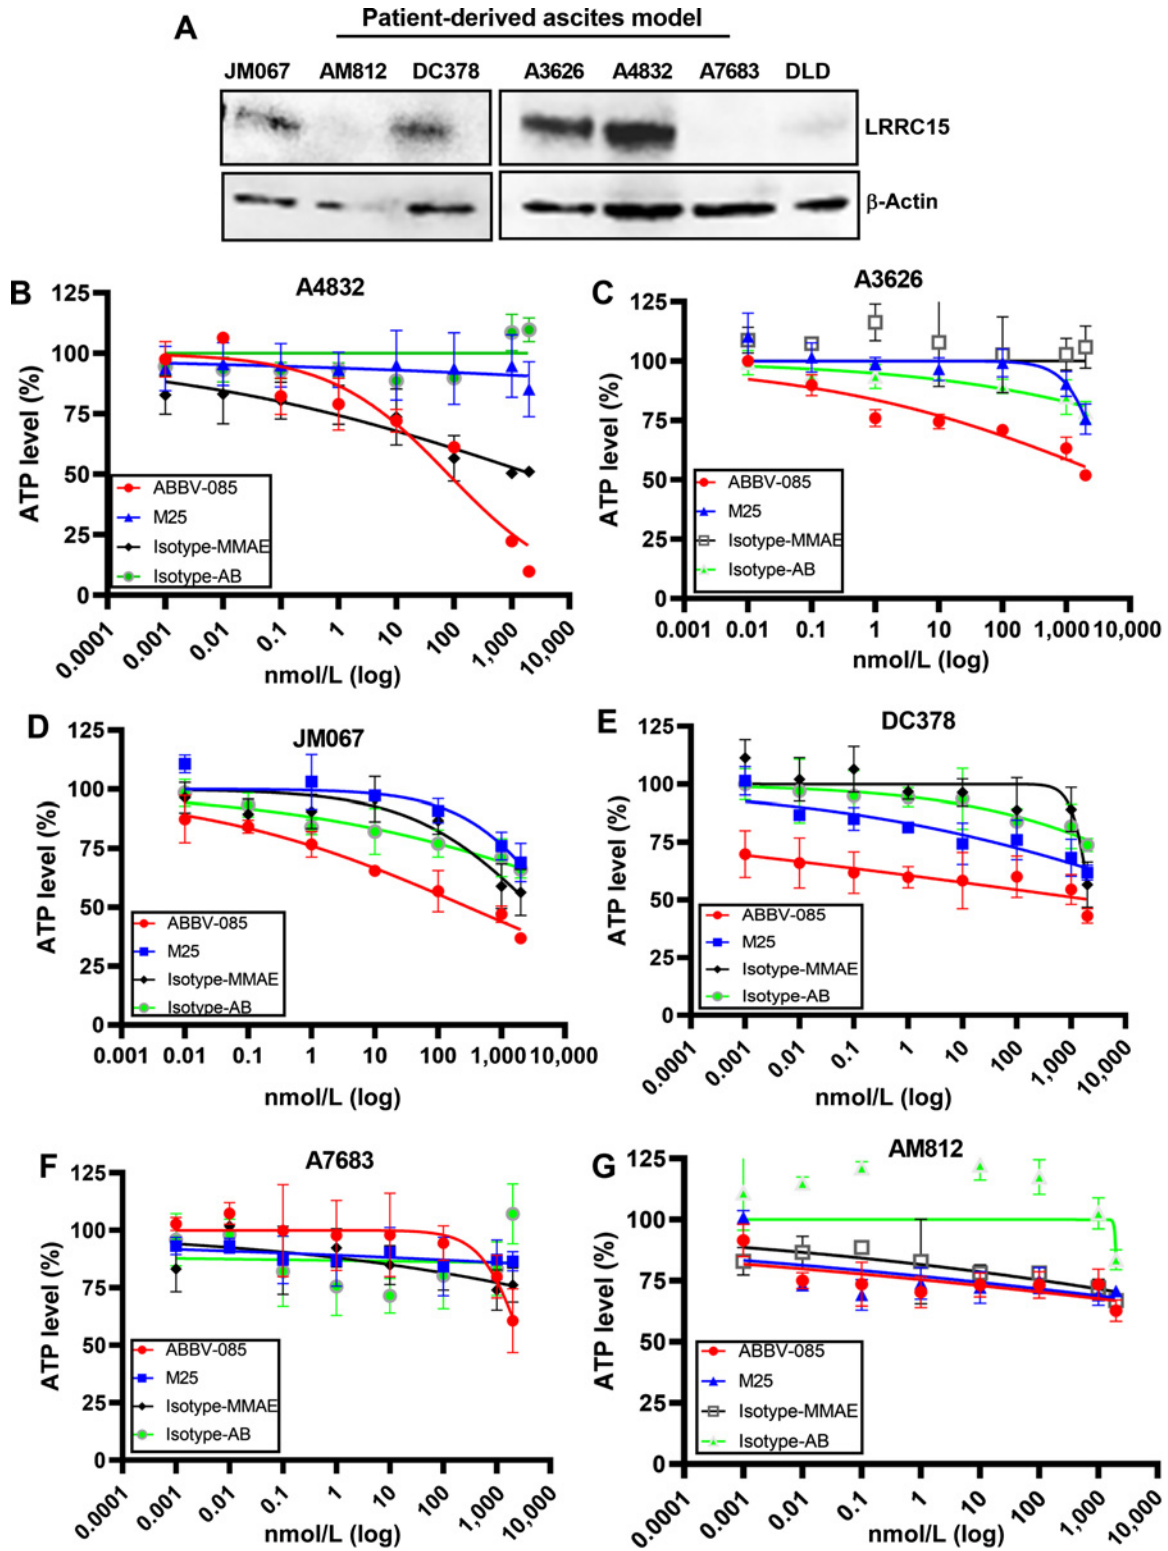 A
Patient-derived ascites model
JM067 AM812 DC378 A3626 A4832 A7683 DLD
LRRC15
β-Actin
B
A4832
ATP level (%)
125
100
75
50
25
0
ABBV-085
M25
Isotype-MMAE
Isotype-AB
0.0001 0.001 0.01 0.1 1 10 100 1,000 10,000
nmol/L (log)
C
A3626
ATP level (%)
125
100
75
50
25
0
ABBV-085
M25
Isotype-MMAE
Isotype-AB
0.001 0.01 0.1 1 10 100 1,000 10,000
nmol/L (log)
D
JM067
ATP level (%)
125
100
75
50
25
0
ABBV-085
M25
Isotype-MMAE
Isotype-AB
0.001 0.01 0.1 1 10 100 1,000 10,000
nmol/L (log)
E
DC378
ATP level (%)
125
100
75
50
25
0
ABBV-085
M25
Isotype-MMAE
Isotype-AB
0.0001 0.001 0.01 0.1 1 10 100 1,000 10,000
nmol/L (log)
F
A7683
ATP level (%)
125
100
75
50
25
0
ABBV-085
M25
Isotype-MMAE
Isotype-AB
0.0001 0.001 0.01 0.1 1 10 100 1,000 10,000
nmol/L (log)
G
AM812
ATP level (%)
125
100
75
50
25
0
ABBV-085
M25
Isotype-MMAE
Isotype-AB
0.0001 0.001 0.01 0.1 1 10 100 1,000 10,000
nmol/L (log)